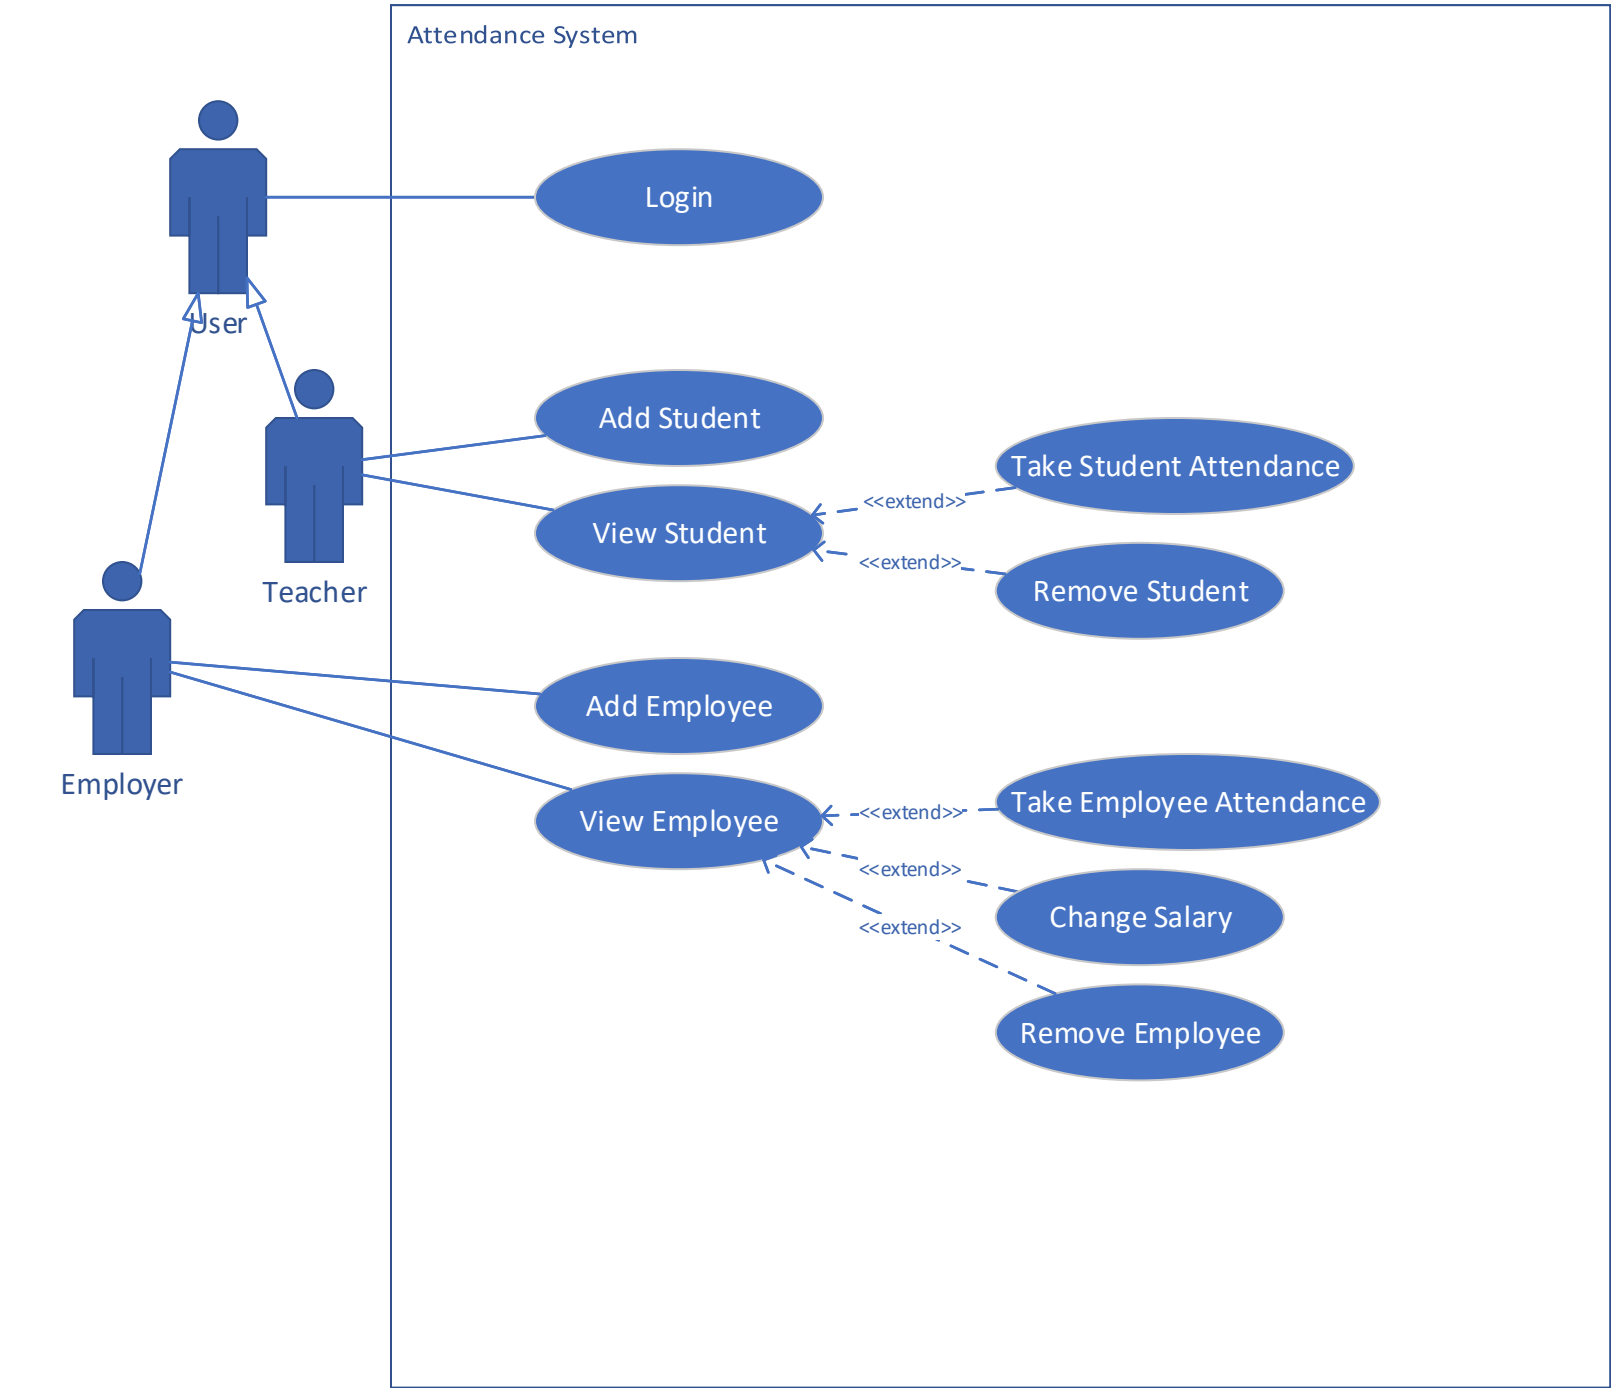 Attendance System
Login
User
Add Student
Take Student Attendance
<<extend>>
View Student
<<extend>>
Remove Student
Teacher
Add Employee
Employer
Take Employee Attendance
<<extend>>
View Employee
<<extend>>
Change Salary
<<extend>>
Remove Employee